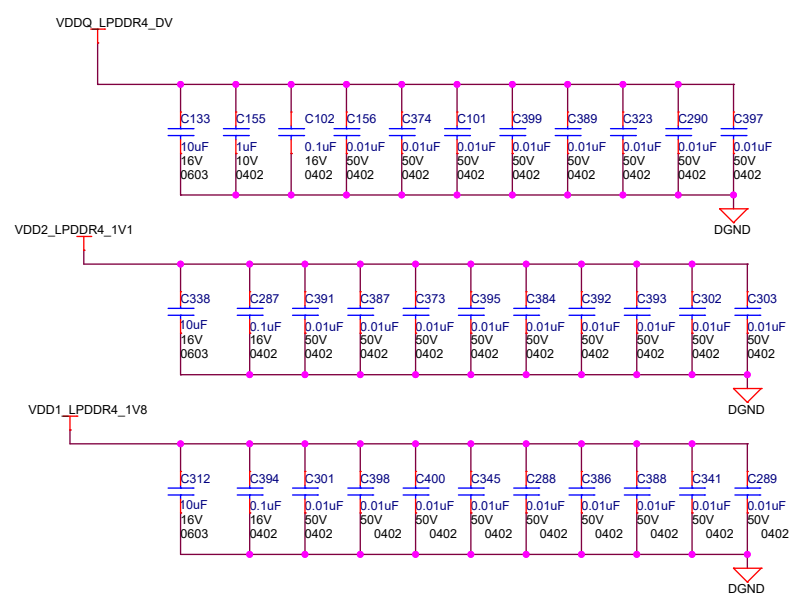 VDDQ_LPDDR4_DV
C133 C155 C102 C156 C374 C101 C399 C389 C323 C290 C397
10uF 1uF 0.1uF 0.01uF 0.01uF 0.01uF 0.01uF 0.01uF 0.01uF 0.01uF 0.01uF
16V 10V 16V 50V 50V 50V 50V 50V 50V 50V 50V
0603 0402 0402 0402 0402 0402 0402 0402 0402 0402 0402
DGND
VDD2_LPDDR4_1V1
C338 C287 C391 C387 C373 C395 C384 C392 C393 C302 C303
10uF 0.1uF 0.01uF 0.01uF 0.01uF 0.01uF 0.01uF 0.01uF 0.01uF 0.01uF 0.01uF
16V 16V 50V 50V 50V 50V 50V 50V 50V 50V 50V
0603 0402 0402 0402 0402 0402 0402 0402 0402 0402 0402
DGND
VDD1_LPDDR4_1V8
C312 C394 C301 C398 C400 C345 C288 C386 C388 C341 C289
10uF 0.1uF 0.01uF 0.01uF 0.01uF 0.01uF 0.01uF 0.01uF 0.01uF 0.01uF 0.01uF
16V 16V 50V 50V 50V 50V 50V 50V 50V 50V 50V
0603 0402 0402 0402 0402 0402 0402 0402 0402 0402 0402
DGND